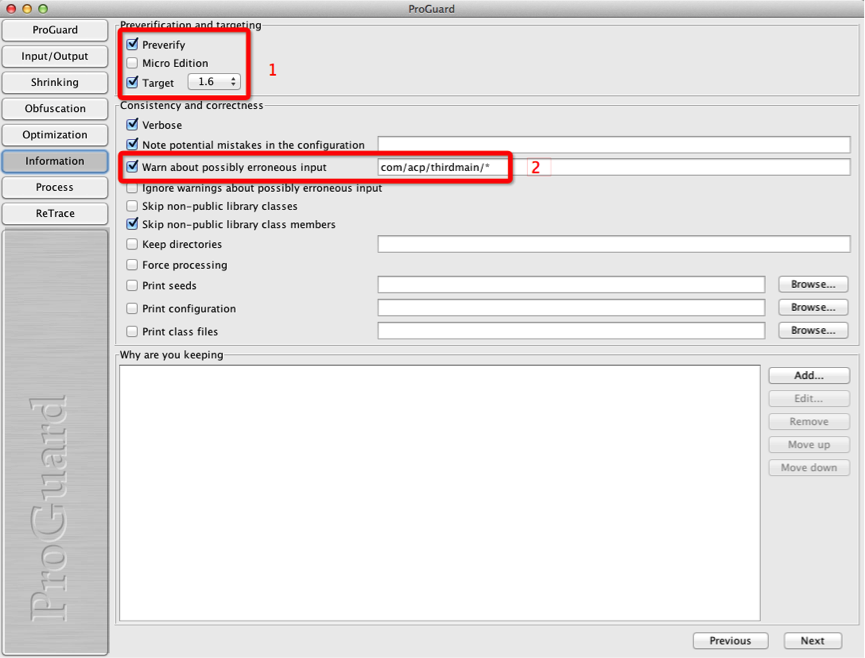 ProGuard
ProGuard
Input/Output
Shrinking
Obfuscation
Optimization
Information
Process
ReTrace
ProGuard
Preverification and targeting
Preverify
Micro Edition
Target 1.6
1
Consistency and correctness
Verbose
Note potential mistakes in the configuration
Warn about possibly erroneous input com/acp/thirdmain/* 2
Ignore warnings about possibly erroneous input
Skip non-public library classes
Skip non-public library class members
Keep directories
Force processing
Print seeds Browse...
Print configuration Browse...
Print class files Browse...
Why are you keeping
Add...
Edit...
Remove
Move up
Move down
Previous Next